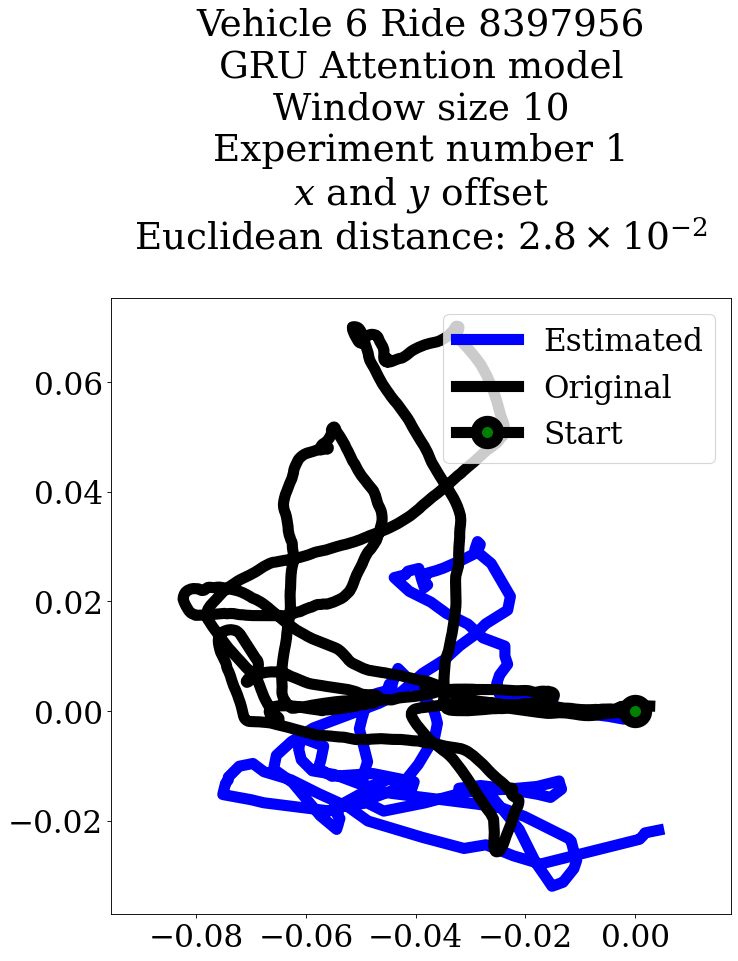 Vehicle 6 Ride 8397956
GRU Attention model
Window size 10
Experiment number 1
x and y offset
Euclidean distance: 2.8 × 10⁻²
Estimated
Original
Start
0.06
0.04
0.02
0.00
−0.02
−0.08 −0.06 −0.04 −0.02 0.00